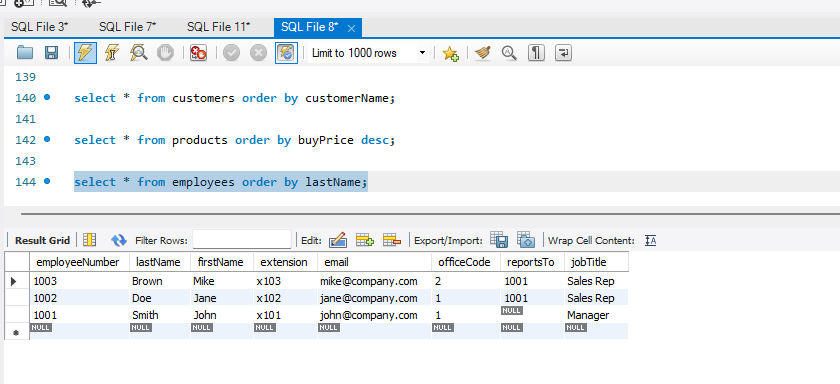 SQL File 3* SQL File 7* SQL File 11* SQL File 8*
Limit to 1000 rows
139
140 select * from customers order by customerName;
141
142 select * from products order by buyPrice desc;
143
144 select * from employees order by lastName;
Result Grid Filter Rows: Edit: Export/Import: Wrap Cell Content:
employeeNumber lastName firstName extension email officeCode reportsTo jobTitle
1003 Brown Mike x103 mike@company.com 2 1001 Sales Rep
1002 Doe Jane x102 jane@company.com 1 1001 Sales Rep
1001 Smith John x101 john@company.com 1 NULL Manager
NULL NULL NULL NULL NULL NULL NULL NULL